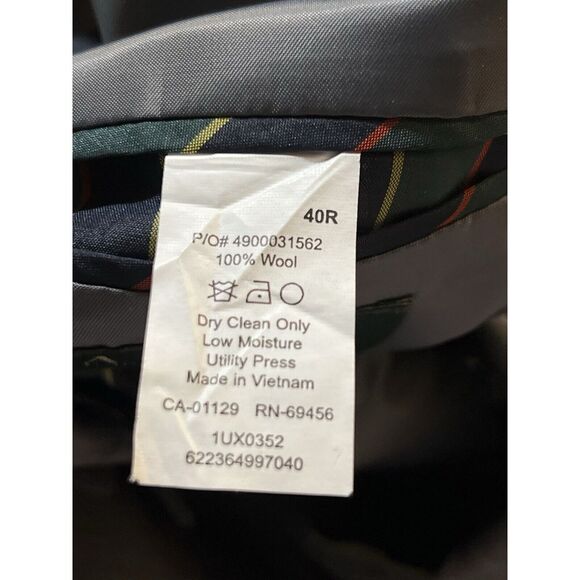 40R
P/O# 4900031562
100% Wool
Dry Clean Only
Low Moisture
Utility Press
Made in Vietnam
CA-01129 RN-69456
1UX0352
622364997040